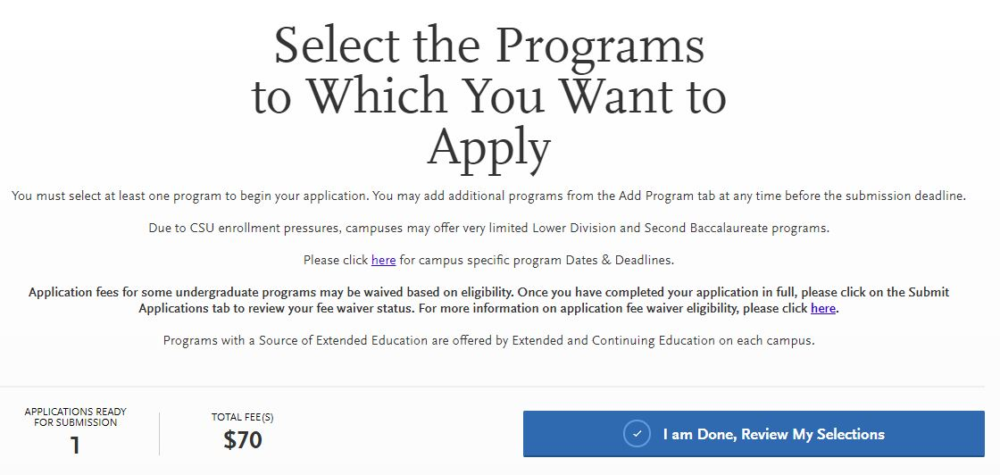 Select the Programs
to Which You Want to
Apply
You must select at least one program to begin your application. You may add additional programs from the Add Program tab at any time before the submission deadline.
Due to CSU enrollment pressures, campuses may offer very limited Lower Division and Second Baccalaureate programs.
Please click here for campus specific program Dates & Deadlines.
Application fees for some undergraduate programs may be waived based on eligibility. Once you have completed your application in full, please click on the Submit
Applications tab to review your fee waiver status. For more information on application fee waiver eligibility, please click here.
Programs with a Source of Extended Education are offered by Extended and Continuing Education on each campus.
APPLICATIONS READY
FOR SUBMISSION
1
TOTAL FEE(S)
$70
I am Done, Review My Selections